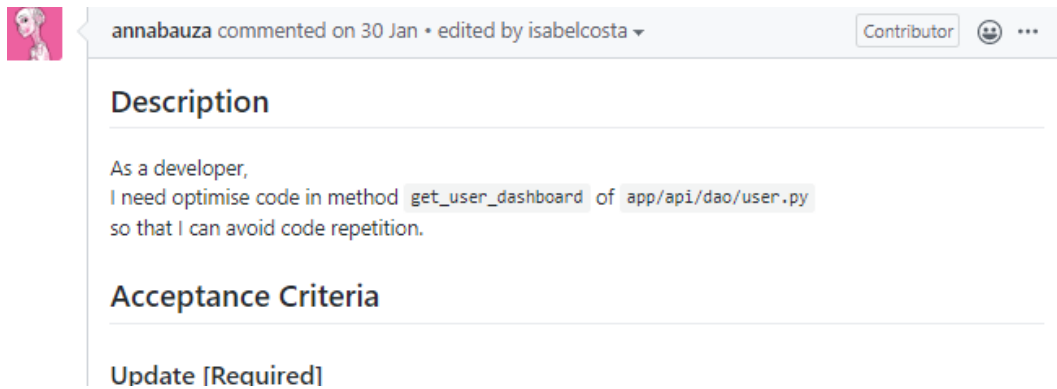 annabauza commented on 30 Jan • edited by isabelcosta
Contributor
Description
As a developer,
I need optimise code in method get_user_dashboard of app/api/dao/user.py
so that I can avoid code repetition.
Acceptance Criteria
Update [Required]